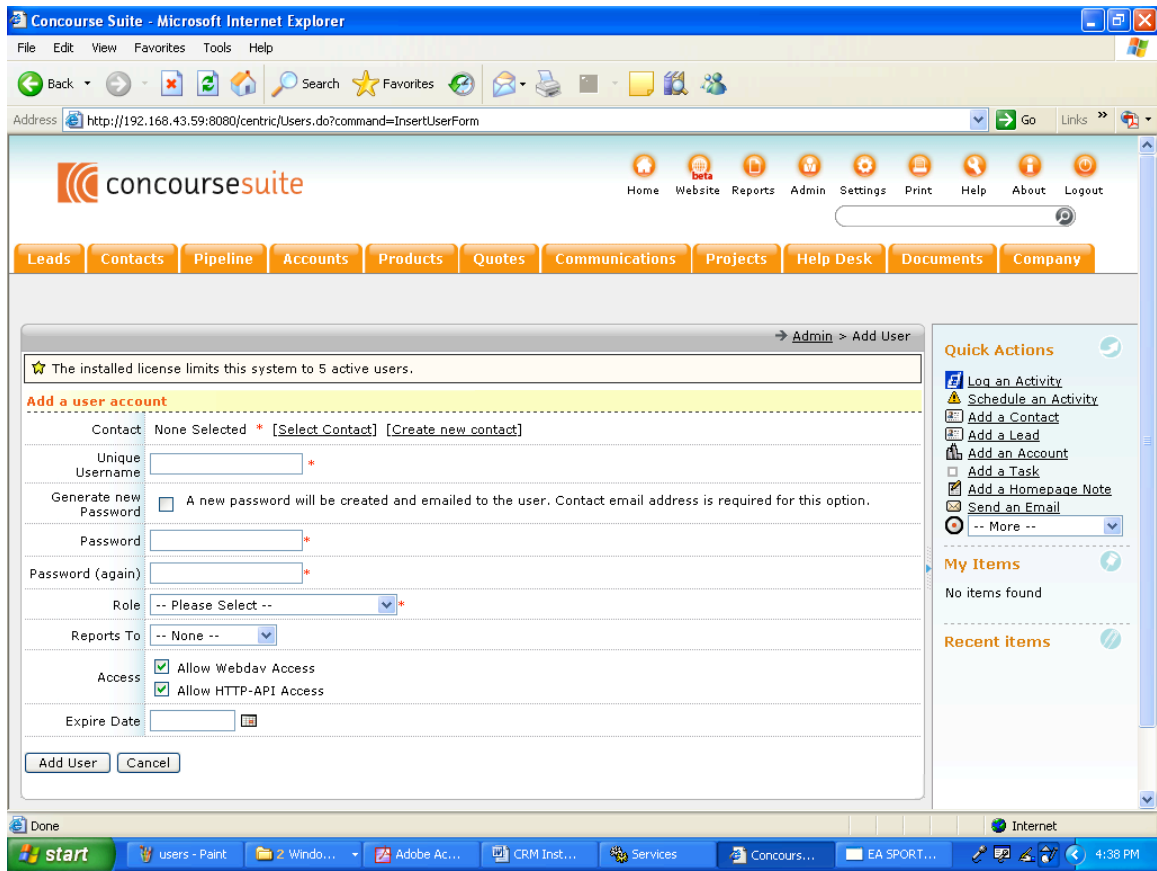 Concourse Suite - Microsoft Internet Explorer
File Edit View Favorites Tools Help
Back Search Favorites
Address http://192.168.43.59:8080/centric/Users.do?command=InsertUserForm Go Links »
concoursesuite
beta
Home Website Reports Admin Settings Print Help About Logout
Leads Contacts Pipeline Accounts Products Quotes Communications Projects Help Desk Documents Company
Admin > Add User
The installed license limits this system to 5 active users.
Add a user account
Contact None Selected * [Select Contact] [Create new contact]
Unique
Username *
Generate new
Password A new password will be created and emailed to the user. Contact email address is required for this option.
Password *
Password (again) *
Role -- Please Select -- *
Reports To -- None --
Access Allow Webdav Access
Allow HTTP-API Access
Expire Date
Add User Cancel
Quick Actions
Log an Activity
Schedule an Activity
Add a Contact
Add a Lead
Add an Account
Add a Task
Add a Homepage Note
Send an Email
-- More --
My Items
No items found
Recent items
Done Internet
start users - Paint 2 Windo... Adobe Ac... CRM Inst... Services Concours... EA SPORT... 4:38 PM